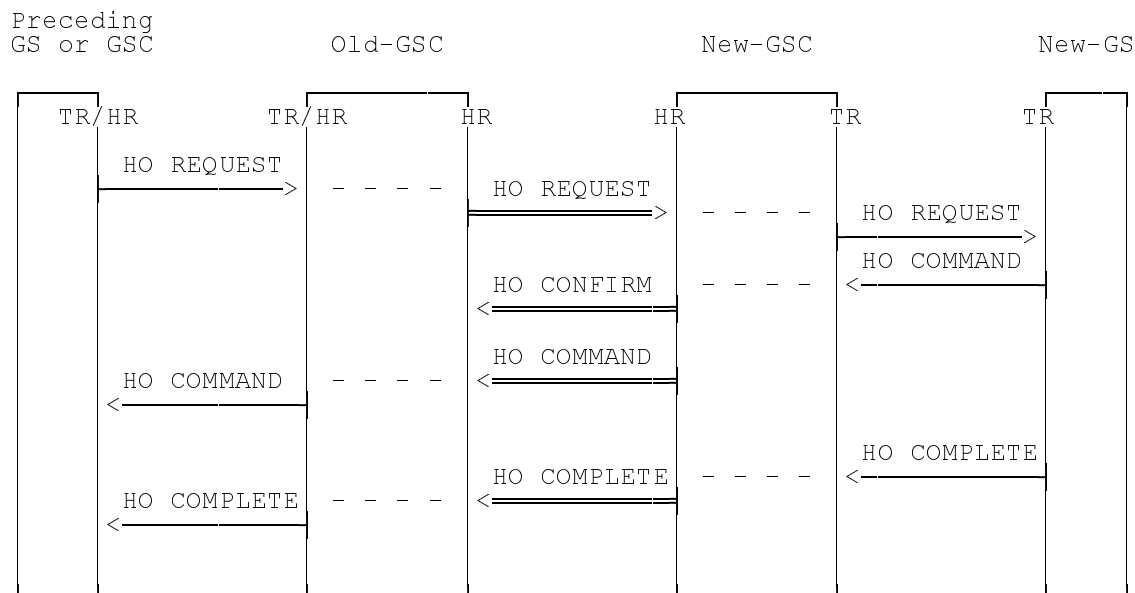 Preceding
GS or GSC Old-GSC New-GSC New-GS
TR/HR TR/HR HR HR TR TR
HO REQUEST
HO REQUEST
HO REQUEST
HO COMMAND
HO CONFIRM
HO COMMAND
HO COMMAND
HO COMPLETE
HO COMPLETE
HO COMPLETE